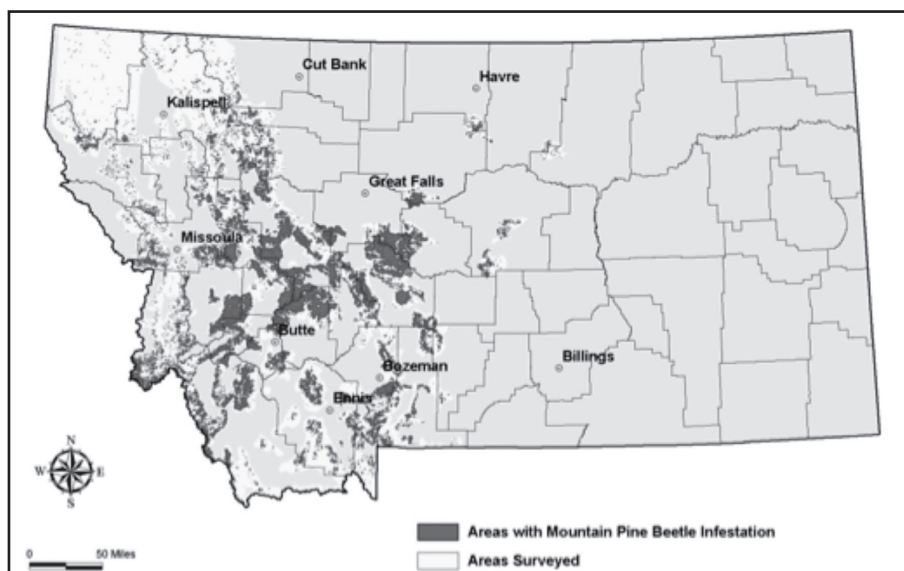 Cut Bank
Havre
Kalispell
Great Falls
Missoula
Butte
Bozeman
Billings
Ennis
N
W E
S
0 50 Miles
Areas with Mountain Pine Beetle Infestation
Areas Surveyed